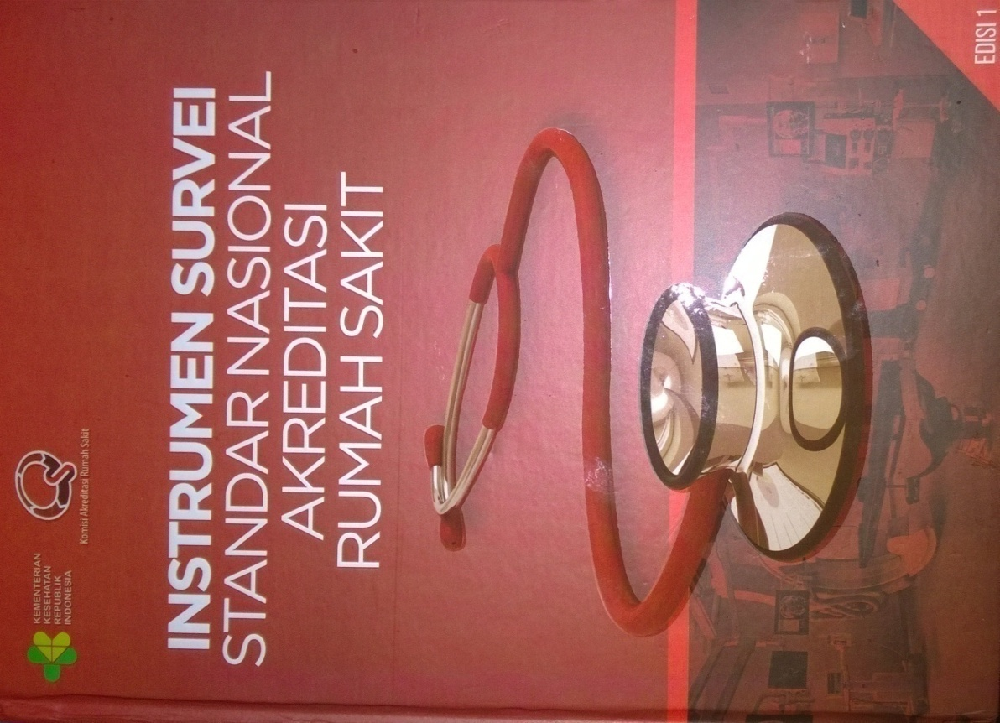 KEMENTERIAN
KESEHATAN
REPUBLIK
INDONESIA
Komisi Akreditasi Rumah Sakit
INSTRUMEN SURVEI
STANDAR NASIONAL
AKREDITASI
RUMAH SAKIT
EDISI 1